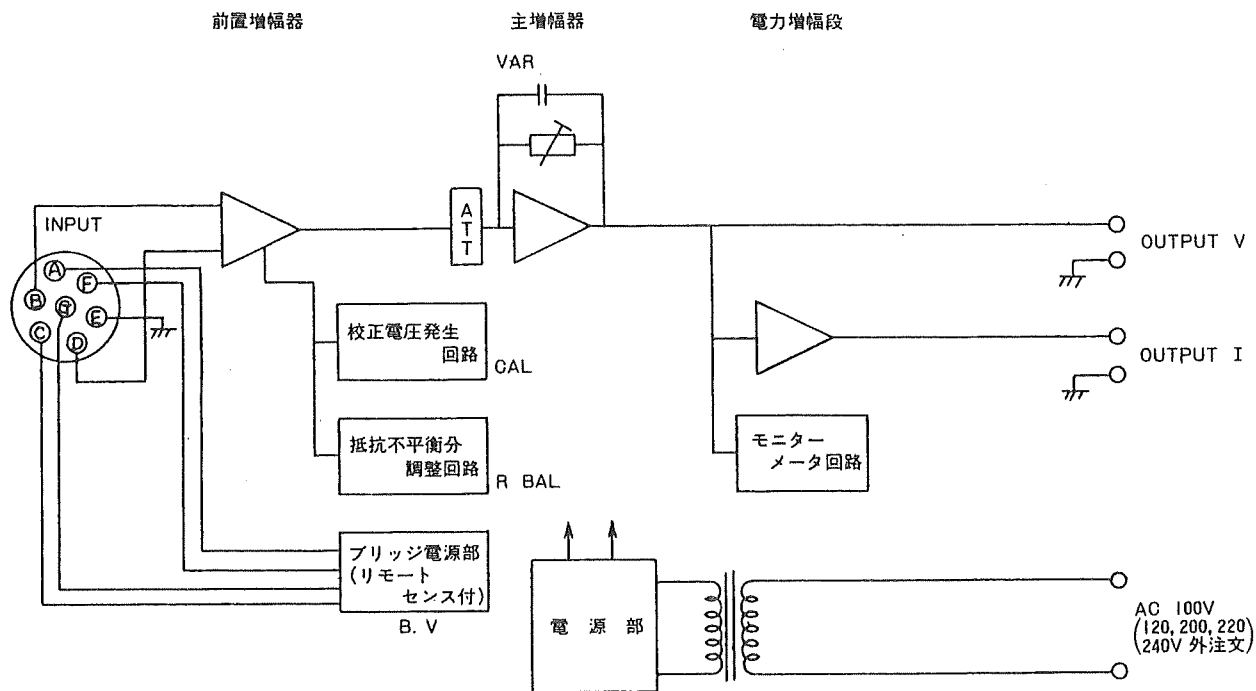 前置増幅器
主増幅器
電力増幅段
VAR
INPUT
A
T
T
A
F
B
G
E
C
D
OUTPUT V
校正電圧発生
回路
CAL
OUTPUT I
抵抗不平衡分
調整回路
R BAL
モニター
メータ回路
ブリッジ電源部
(リモート
センス付)
B. V
電源部
AC 100V
(120, 200, 220)
(240V 外注文)